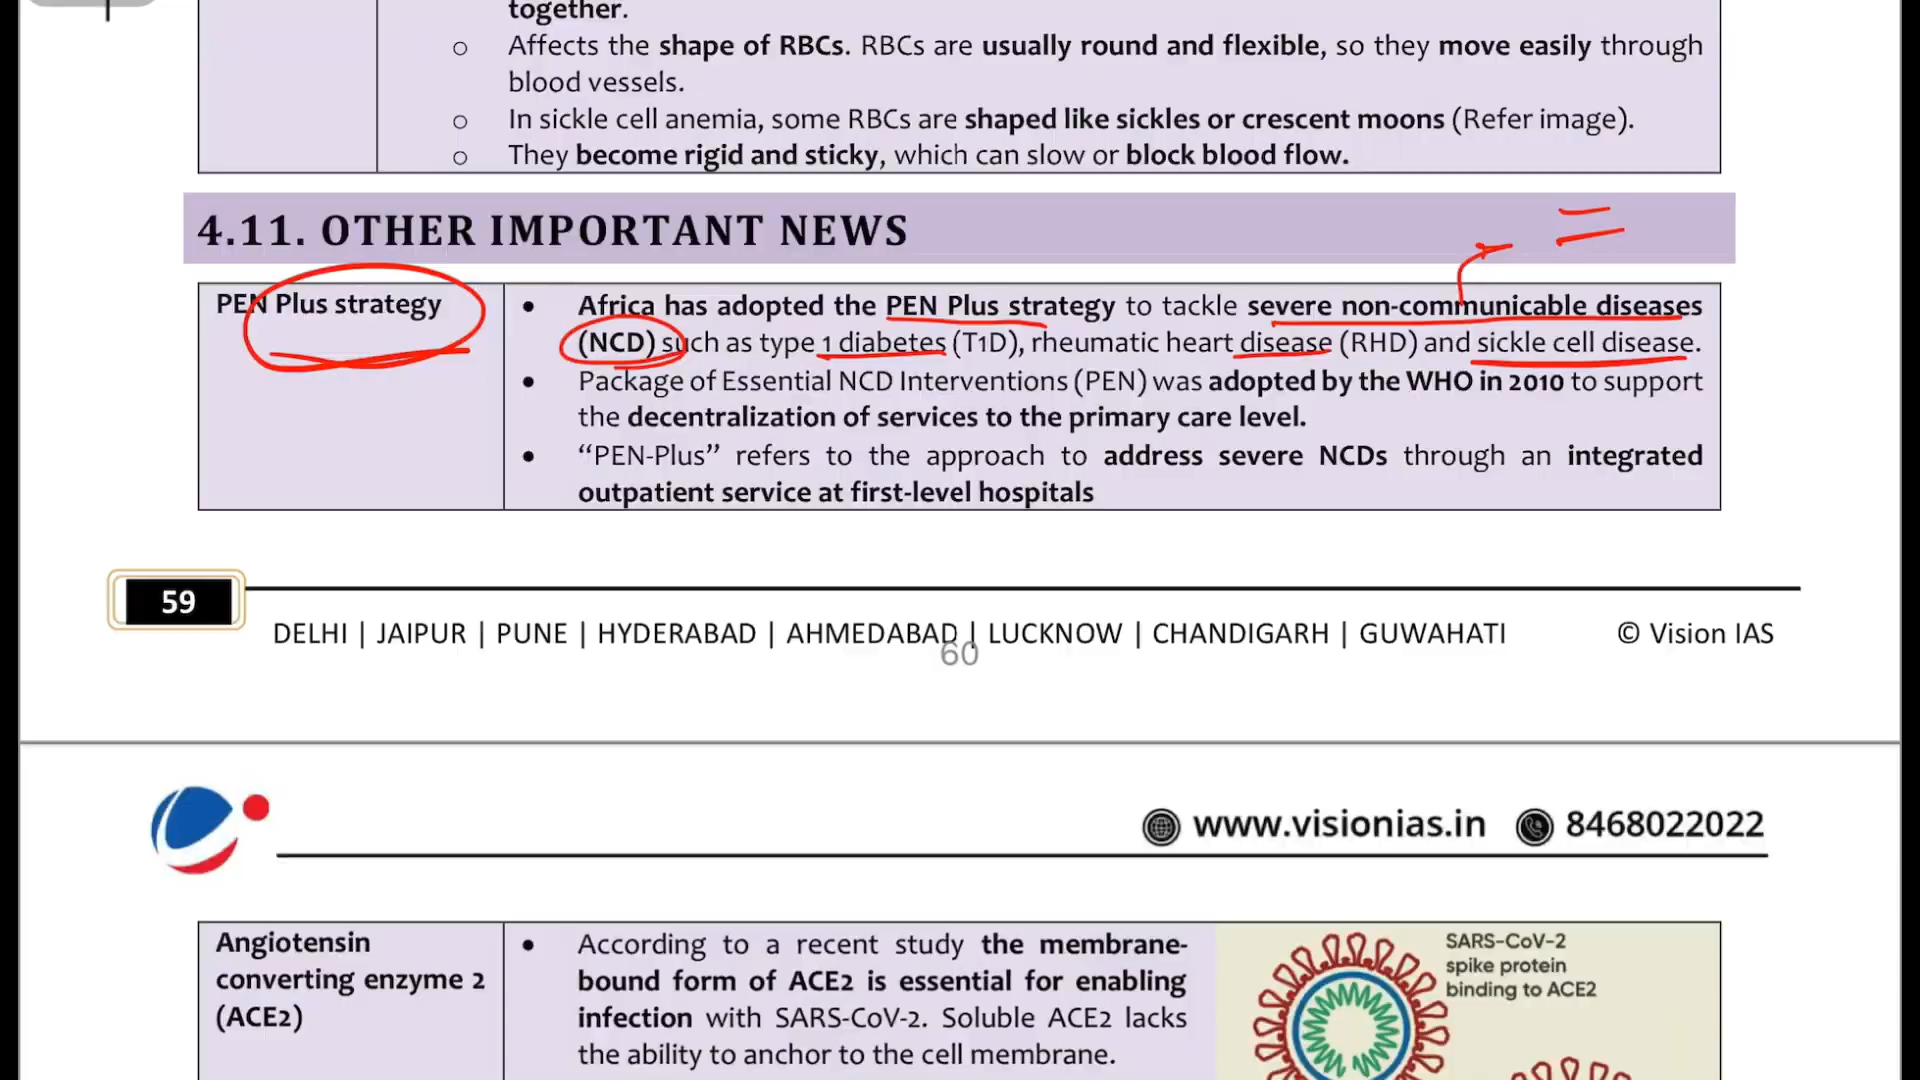 together.
o Affects the shape of RBCs. RBCs are usually round and flexible, so they move easily through
blood vessels.
o In sickle cell anemia, some RBCs are shaped like sickles or crescent moons (Refer image).
o They become rigid and sticky, which can slow or block blood flow.
4.11. OTHER IMPORTANT NEWS
PEN Plus strategy
• Africa has adopted the PEN Plus strategy to tackle severe non-communicable diseases
(NCD) such as type 1 diabetes (T1D), rheumatic heart disease (RHD) and sickle cell disease.
• Package of Essential NCD Interventions (PEN) was adopted by the WHO in 2010 to support
the decentralization of services to the primary care level.
• “PEN-Plus” refers to the approach to address severe NCDs through an integrated
outpatient service at first-level hospitals
59
DELHI | JAIPUR | PUNE | HYDERABAD | AHMEDABAD | LUCKNOW | CHANDIGARH | GUWAHATI © Vision IAS
60
www.visionias.in 8468022022
Angiotensin
converting enzyme 2
(ACE2)
• According to a recent study the membrane-
bound form of ACE2 is essential for enabling
infection with SARS-CoV-2. Soluble ACE2 lacks
the ability to anchor to the cell membrane.
SARS-CoV-2
spike protein
binding to ACE2